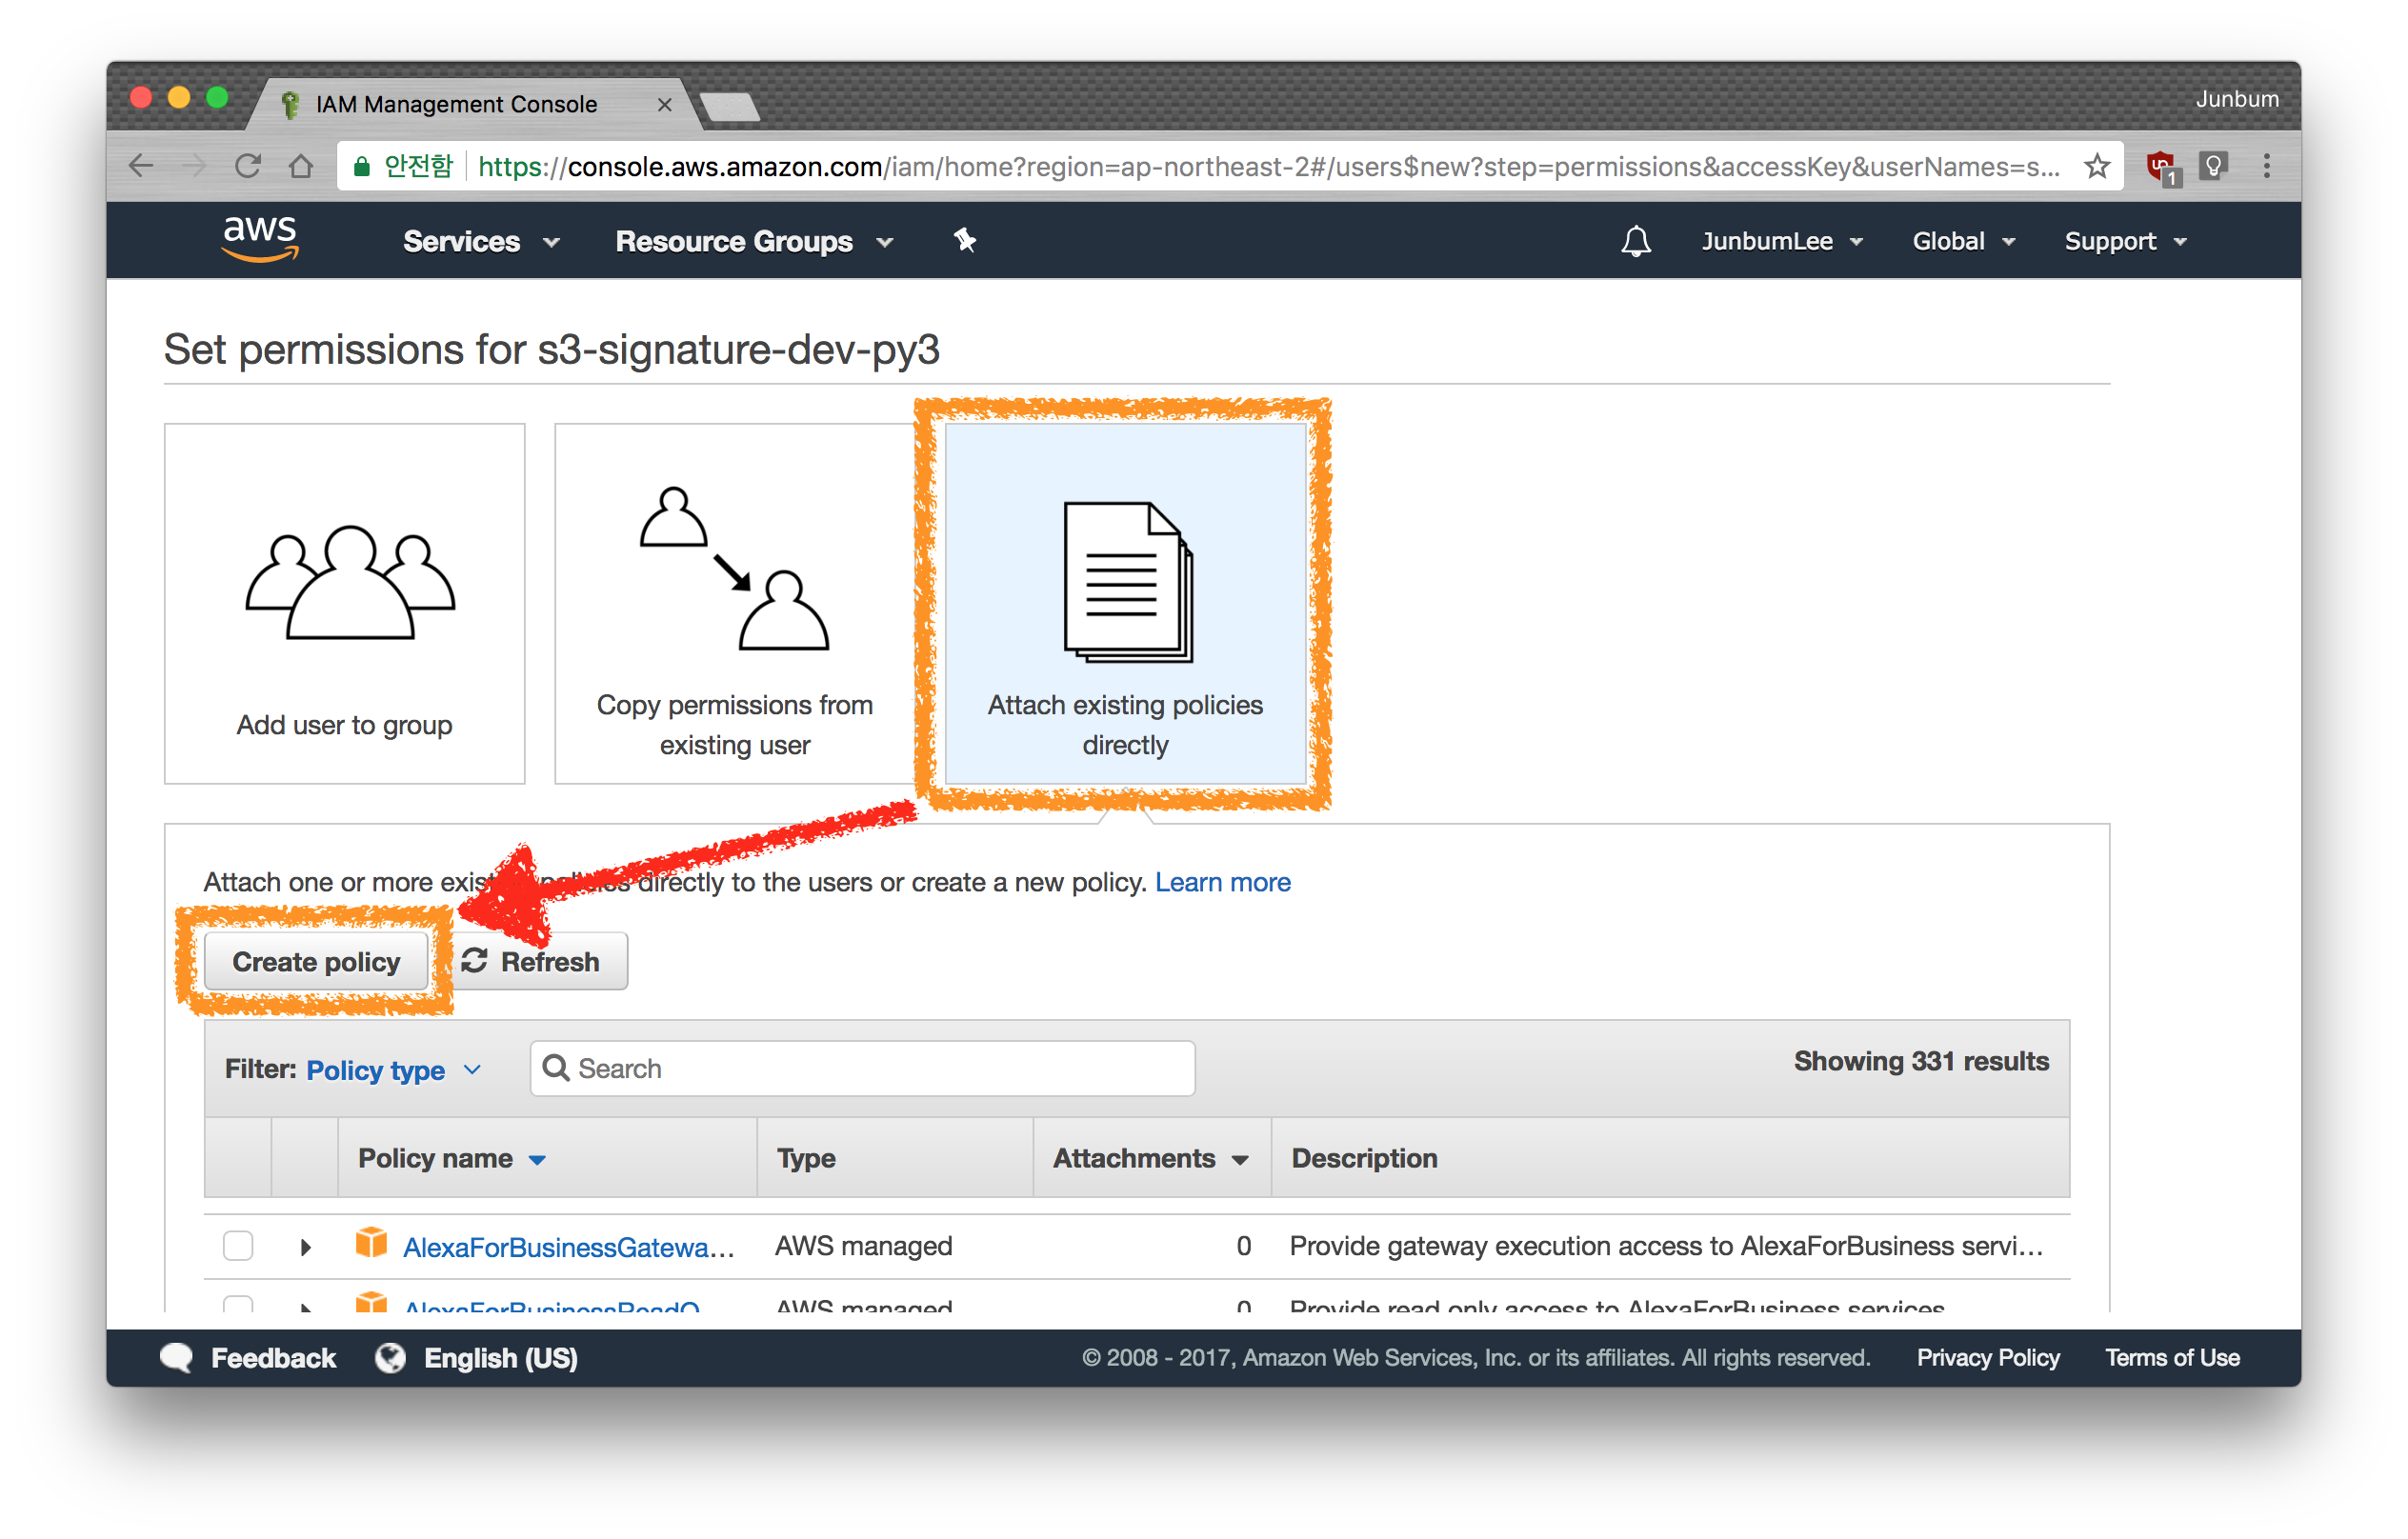 IAM Management Console
Junbum
안전함 https://console.aws.amazon.com/iam/home?region=ap-northeast-2#/users$new?step=permissions&accessKey&userNames=s...
1
aws Services Resource Groups JunbumLee Global Support
Set permissions for s3-signature-dev-py3
Add user to group
Copy permissions from
existing user
Attach existing policies
directly
Attach one or more existing policies directly to the users or create a new policy. Learn more
Create policy Refresh
Filter: Policy type Search Showing 331 results
Policy name Type Attachments Description
AlexaForBusinessGatewa... AWS managed 0 Provide gateway execution access to AlexaForBusiness servi...
AlexaForBusinessReadO AWS managed 0 Provide read only access to AlexaForBusiness services
Feedback English (US) © 2008 - 2017, Amazon Web Services, Inc. or its affiliates. All rights reserved. Privacy Policy Terms of Use